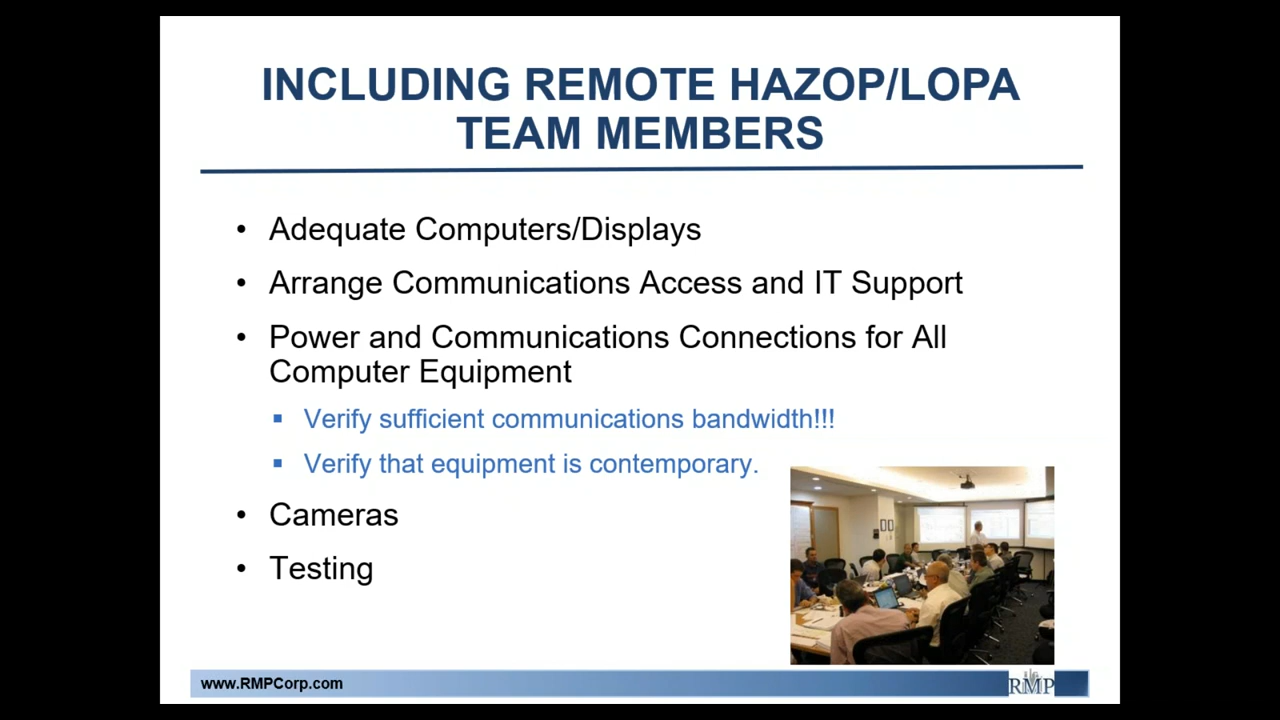 INCLUDING REMOTE HAZOP/LOPA
TEAM MEMBERS
• Adequate Computers/Displays
• Arrange Communications Access and IT Support
• Power and Communications Connections for All
Computer Equipment
▪ Verify sufficient communications bandwidth!!!
▪ Verify that equipment is contemporary.
• Cameras
• Testing
www.RMPCorp.com
RMP